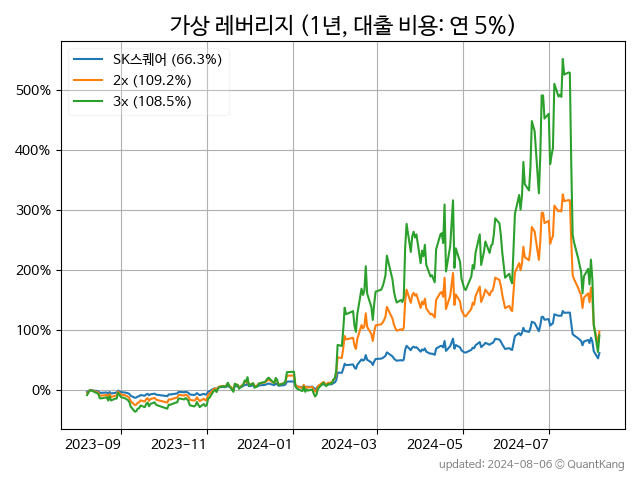 가상 레버리지 (1년, 대출 비용: 연 5%)
SK스퀘어 (66.3%)
2x (109.2%)
3x (108.5%)
500%
400%
300%
200%
100%
0%
2023-09 2023-11 2024-01 2024-03 2024-05 2024-07
updated: 2024-08-06 © QuantKang